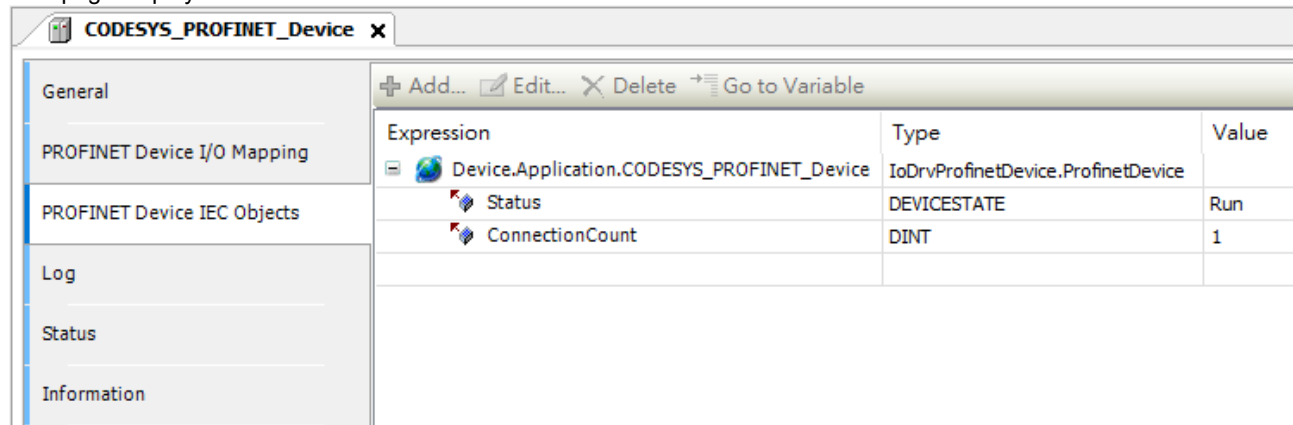 CODESYS_PROFINET_Device
General
PROFINET Device I/O Mapping
PROFINET Device IEC Objects
Log
Status
Information
Add... Edit... Delete Go to Variable
Expression Type Value
Device.Application.CODESYS_PROFINET_Device IoDrvProfinetDevice.ProfinetDevice
Status DEVICESTATE Run
ConnectionCount DINT 1